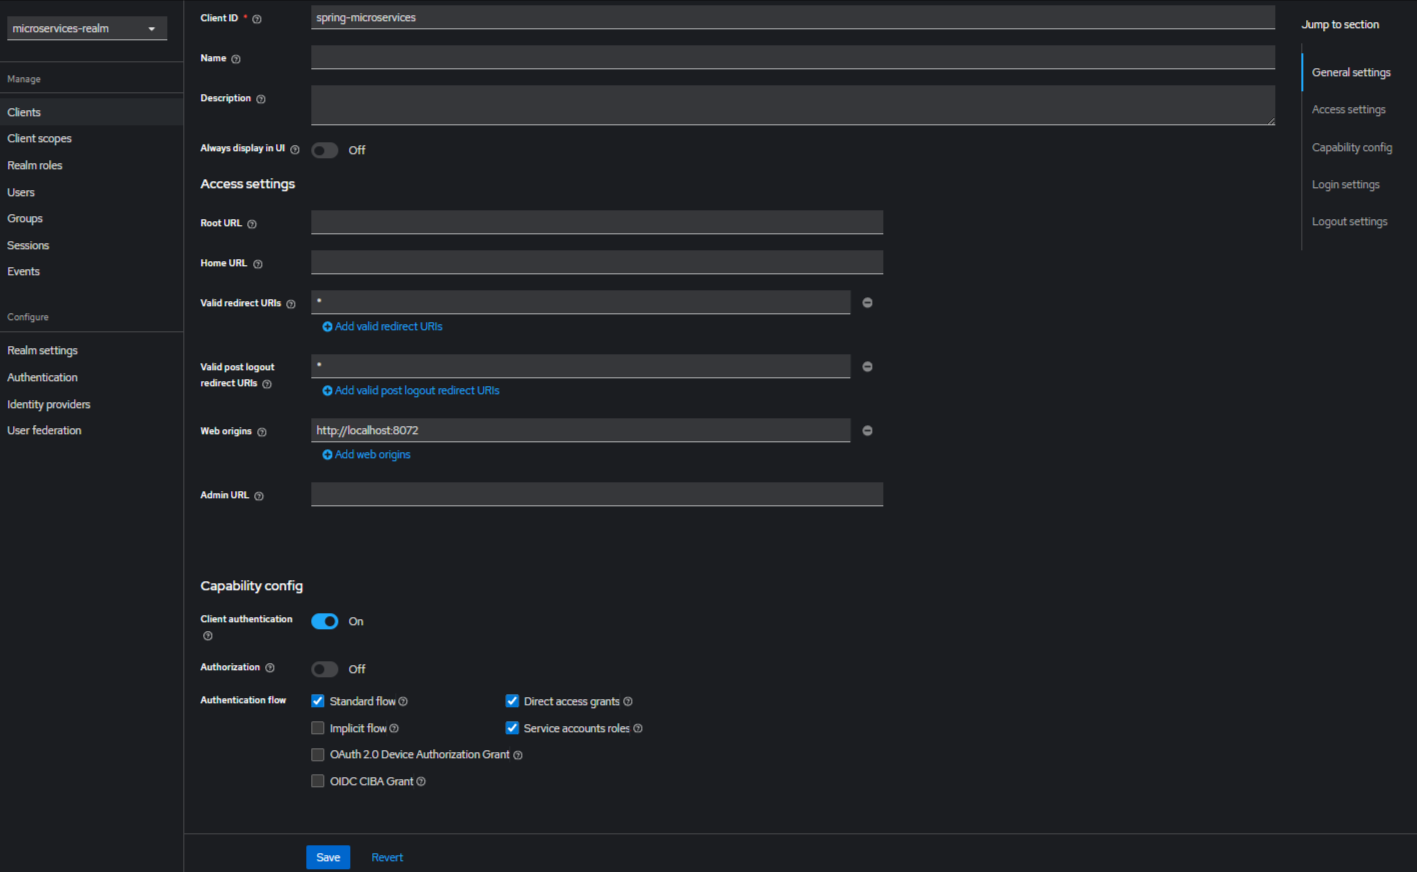 microservices-realm
Manage
Clients
Client scopes
Realm roles
Users
Groups
Sessions
Events
Configure
Realm settings
Authentication
Identity providers
User federation
Client ID *
spring-microservices
Name
Description
Always display in UI
Off
Access settings
Root URL
Home URL
Valid redirect URIs
*
Add valid redirect URIs
Valid post logout
redirect URIs
*
Add valid post logout redirect URIs
Web origins
http://localhost:8072
Add web origins
Admin URL
Capability config
Client authentication
On
Authorization
Off
Authentication flow
Standard flow
Direct access grants
Implicit flow
Service accounts roles
OAuth 2.0 Device Authorization Grant
OIDC CIBA Grant
Save
Revert
Jump to section
General settings
Access settings
Capability config
Login settings
Logout settings